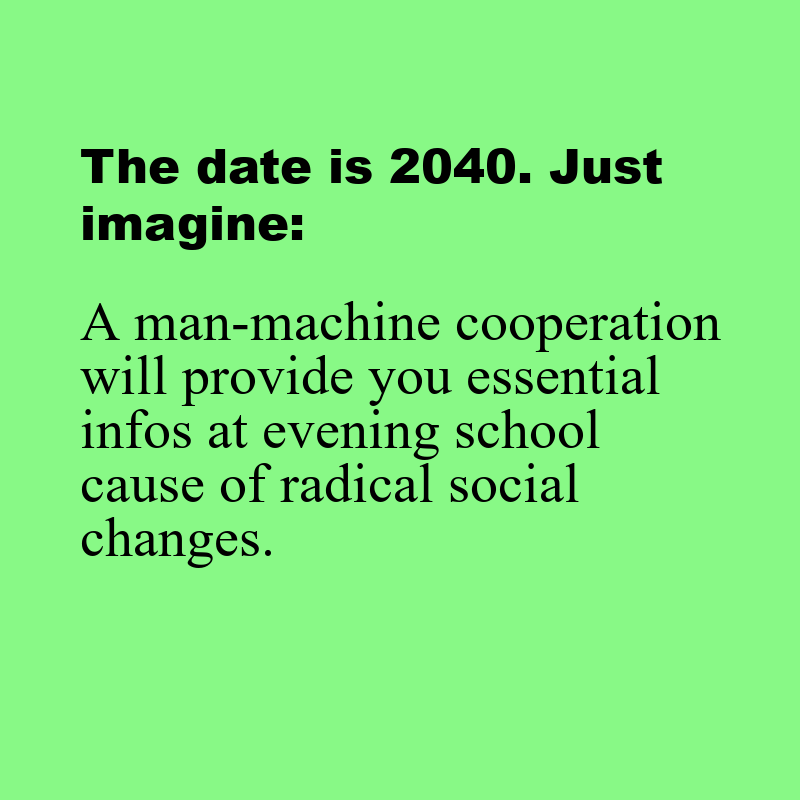 The date is 2040. Just
imagine:
A man-machine cooperation
will provide you essential
infos at evening school
cause of radical social
changes.